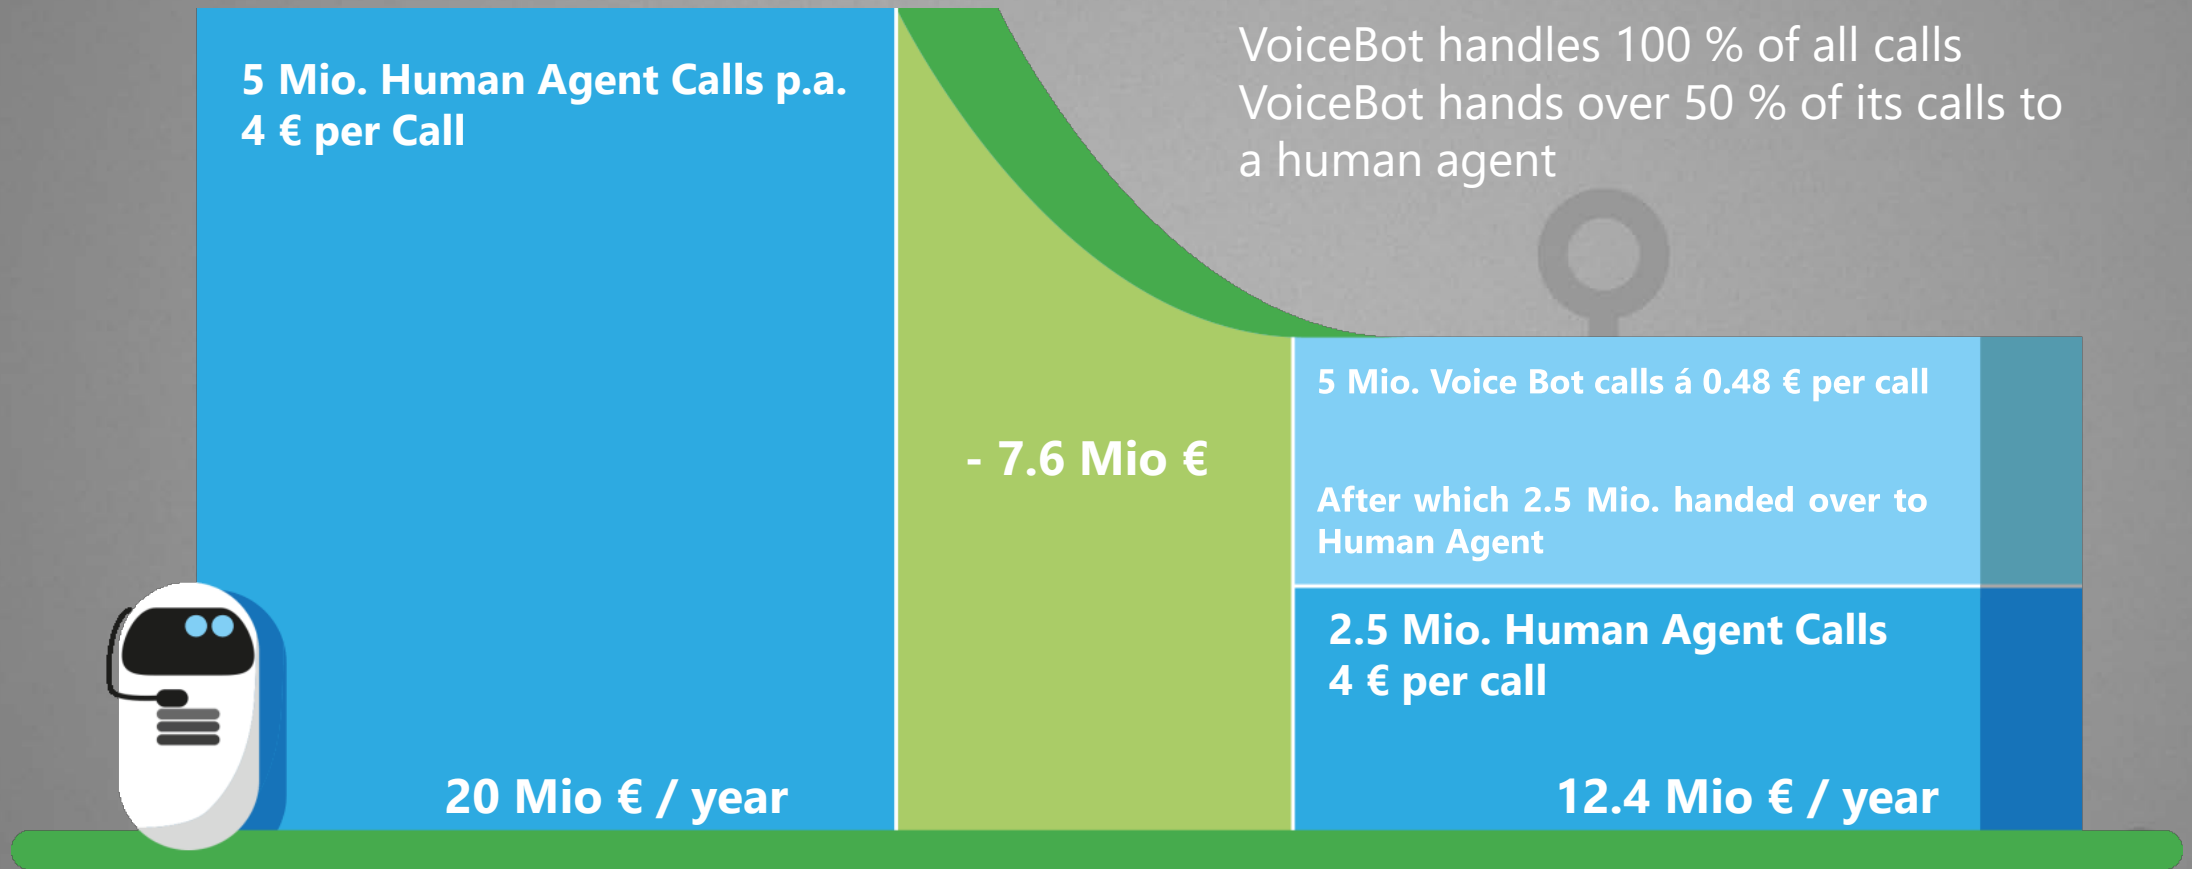 5 Mio. Human Agent Calls p.a.
4 € per Call
VoiceBot handles 100 % of all calls
VoiceBot hands over 50 % of its calls to
a human agent
- 7.6 Mio €
5 Mio. Voice Bot calls á 0.48 € per call
After which 2.5 Mio. handed over to
Human Agent
2.5 Mio. Human Agent Calls
4 € per call
20 Mio € / year
12.4 Mio € / year